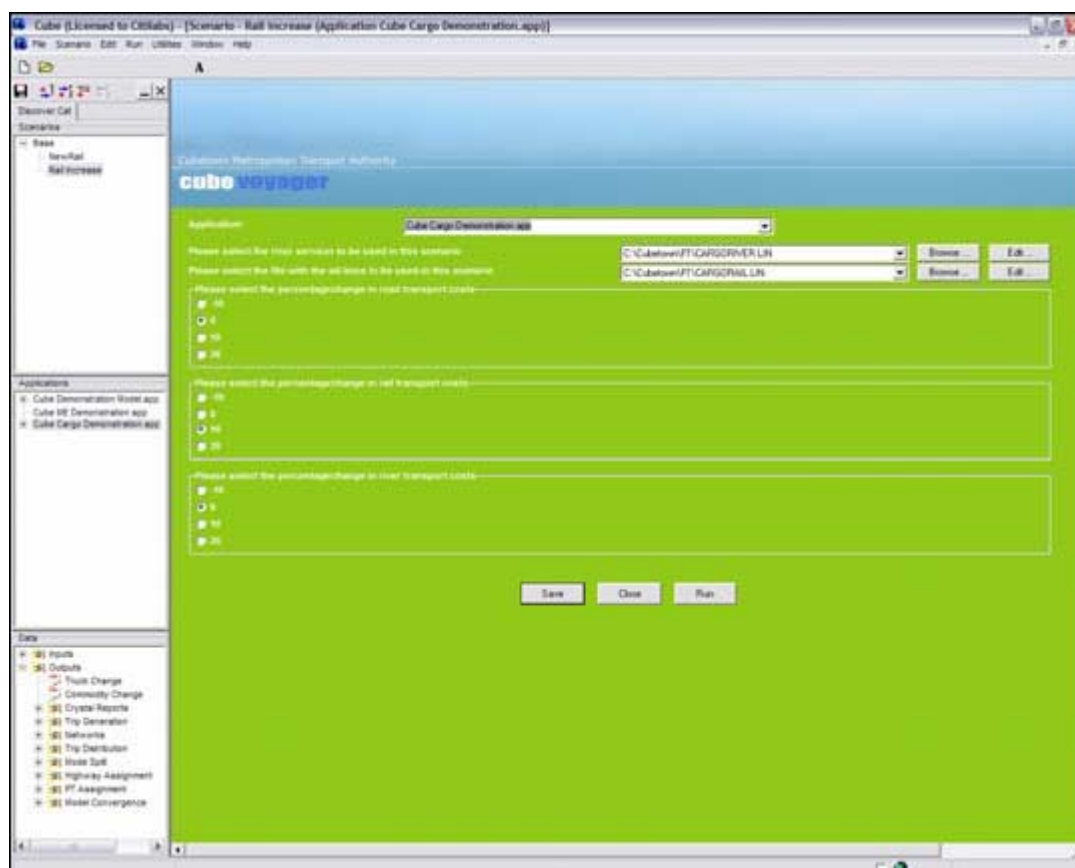 Cube (Licensed to Citilabs) - [Scenario - Rail Increase (Application Cube Cargo Demonstration.app)]
File Scenario Edit Run Utilities Window Help
A
Discover Cat
Scenarios
Base
NewRail
Rail Increase
Cubetown Metropolitan Transport Authority
cube voyager
Application: Cube Cargo Demonstration.app
Please select the river services to be used in this scenario C:\Cubetown\PT\CARGORIVER.LIN Browse... Edit...
Please select the file with the rail lines to be used in this scenario C:\Cubetown\PT\CARGORAIL.LIN Browse... Edit...
Please select the percentage change in road transport costs
-10
0
10
20
Please select the percentage change in rail transport costs
-10
0
10
20
Please select the percentage change in river transport costs
-10
0
10
20
Save Close Run
Applications
Cube Demonstration Model.app
Cube ME Demonstration.app
Cube Cargo Demonstration.app
Data
Inputs
Outputs
Truck Change
Commodity Change
Crystal Reports
Trip Generation
Networks
Trip Distribution
Mode Split
Highway Assignment
PT Assignment
Model Convergence